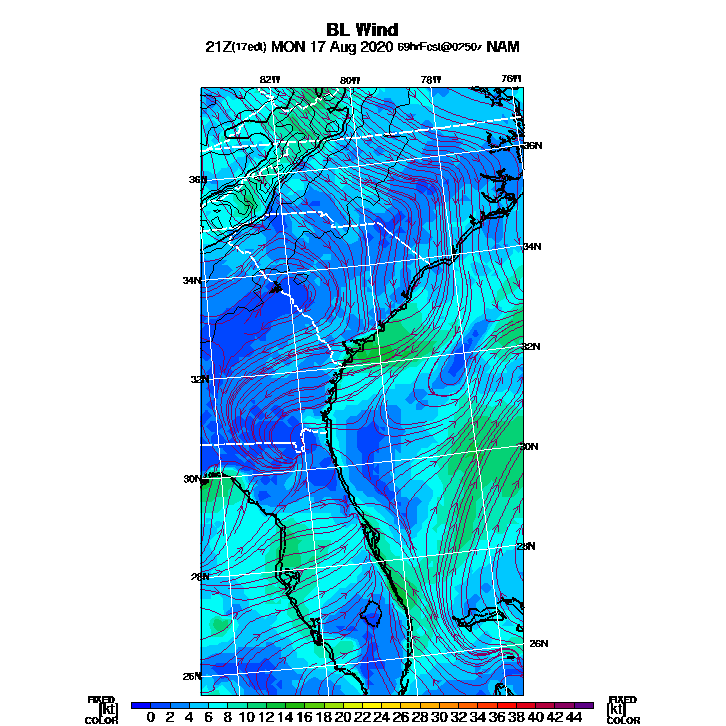 BL Wind
21Z(17edt) MON 17 Aug 2020 69hrFcst@0250z NAM
82W 80W 78W 76W
36N
36N
34N
34N
32N
32N
30N
30N
28N
28N
26N
26N
FIXED FIXED
[kt] 0 2 4 6 8 10 12 14 16 18 20 22 24 26 28 30 32 34 36 38 40 42 44 [kt]
COLOR COLOR